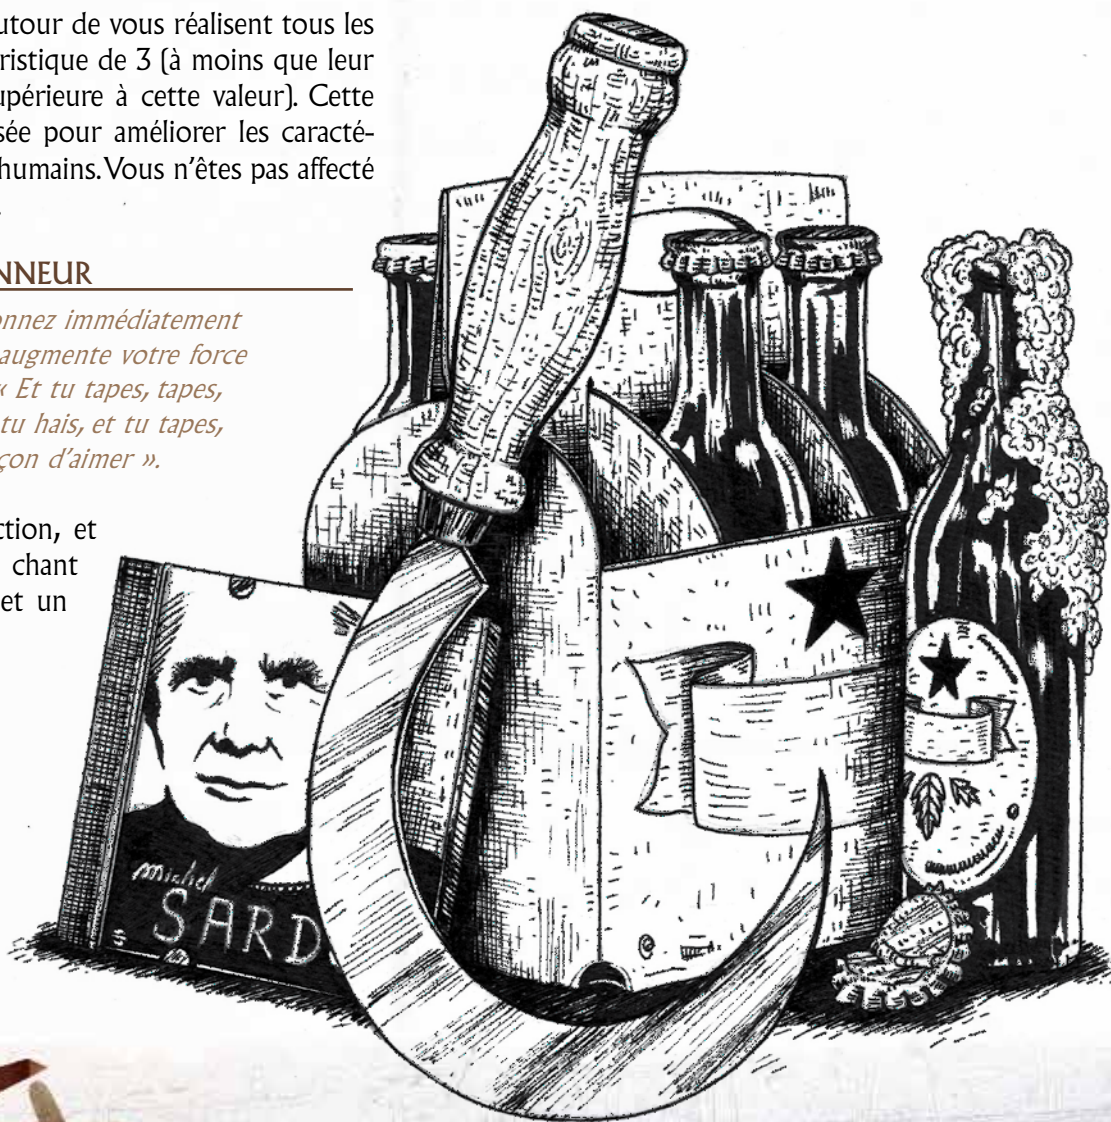 utour de vous réalisent tous les
ristique de 3 (à moins que leur
upérieure à cette valeur). Cette
sée pour améliorer les caracté-
humains. Vous n'êtes pas affecté
NNEUR
onnez immédiatement
augmente votre force
« Et tu tapes, tapes,
tu hais, et tu tapes,
çon d'aimer ».
ction, et
chant
et un
michel
SARD